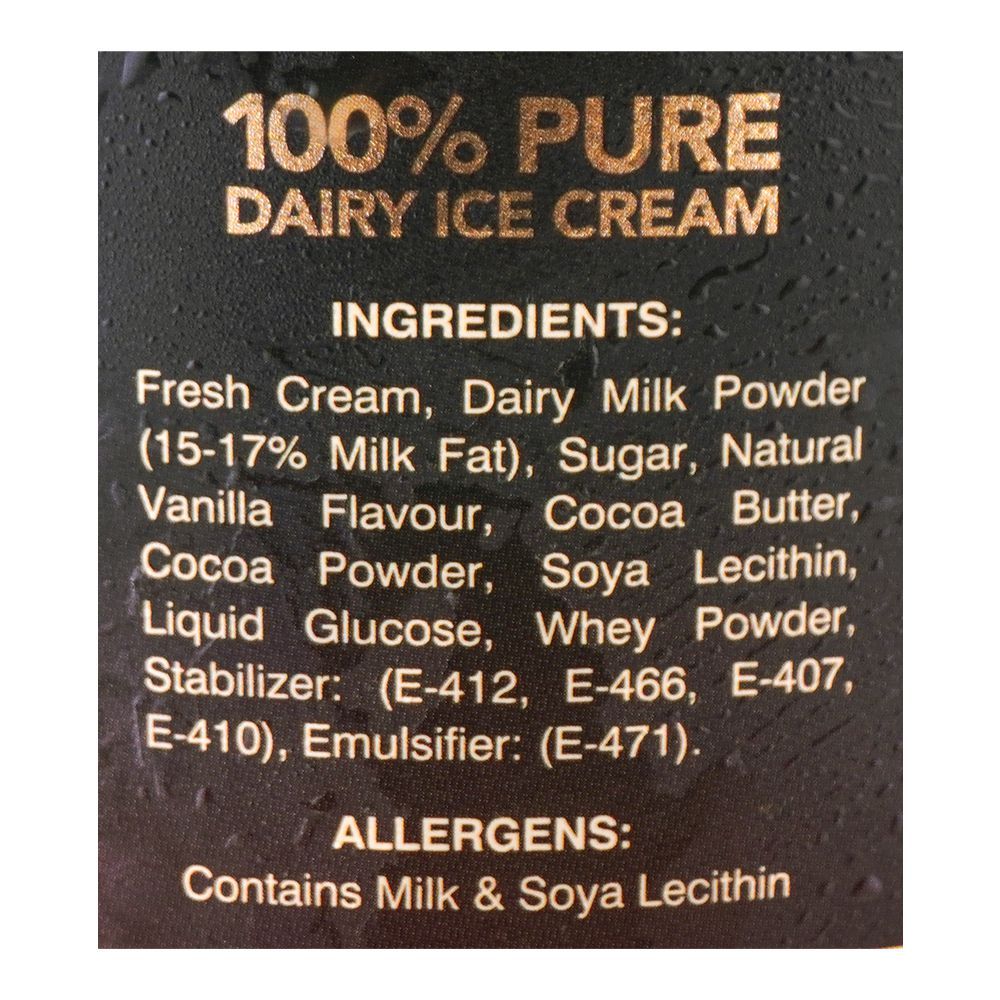 100% PURE
DAIRY ICE CREAM
INGREDIENTS:
Fresh Cream, Dairy Milk Powder
(15-17% Milk Fat), Sugar, Natural
Vanilla Flavour, Cocoa Butter,
Cocoa Powder, Soya Lecithin,
Liquid Glucose, Whey Powder,
Stabilizer: (E-412, E-466, E-407,
E-410), Emulsifier: (E-471).
ALLERGENS:
Contains Milk & Soya Lecithin